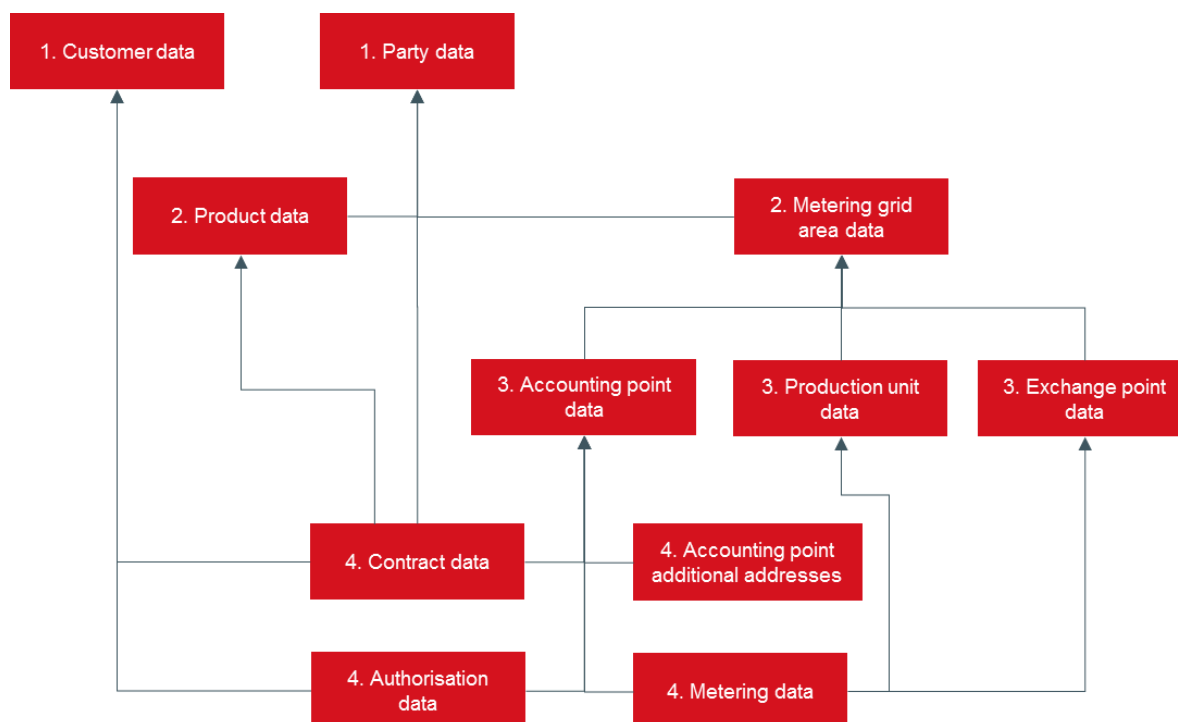 1. Customer data
1. Party data
2. Product data
2. Metering grid
area data
3. Accounting point
data
3. Production unit
data
3. Exchange point
data
4. Contract data
4. Accounting point
additional addresses
4. Authorisation
data
4. Metering data